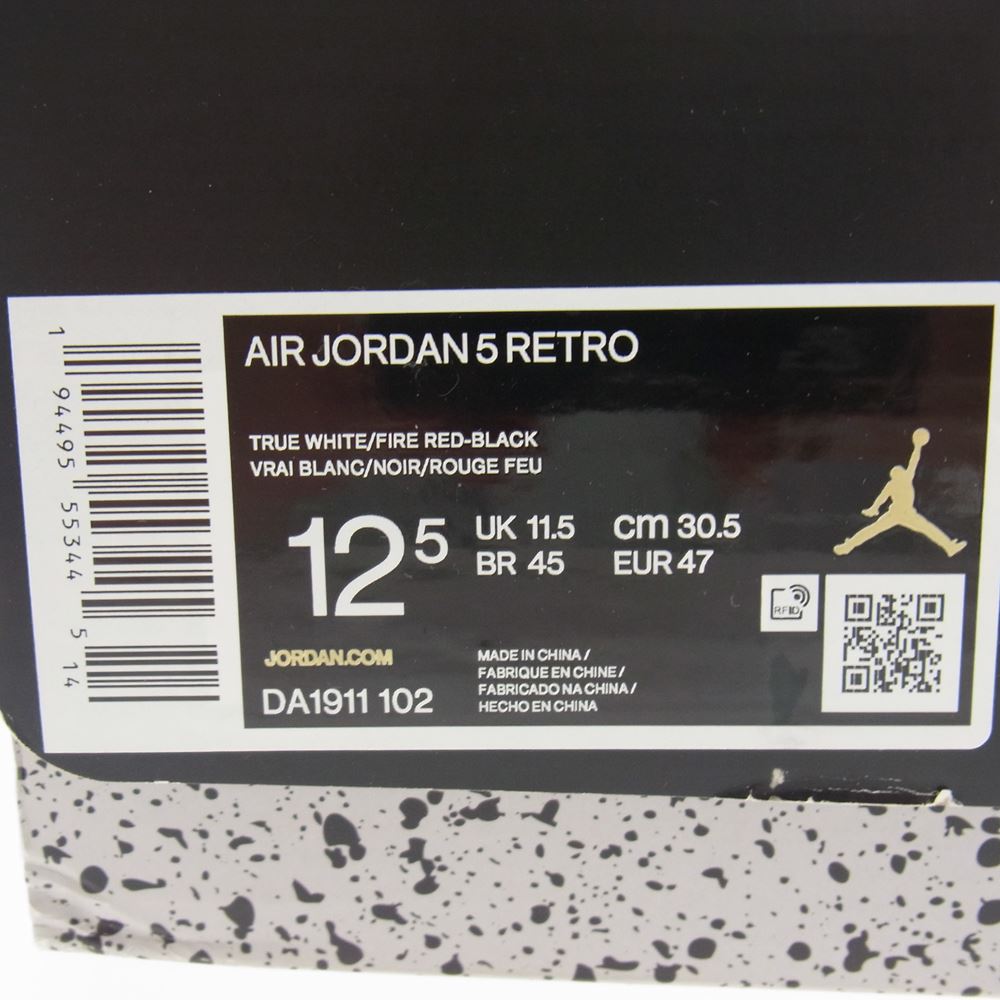 AIR JORDAN 5 RETRO
TRUE WHITE/FIRE RED-BLACK
VRAI BLANC/NOIR/ROUGE FEU
12 5
UK 11.5 cm 30.5
BR 45 EUR 47
RFID
JORDAN.COM
DA1911 102
MADE IN CHINA /
FABRIQUE EN CHINE /
FABRICADO NA CHINA /
HECHO EN CHINA
1 94495 55344 5 14